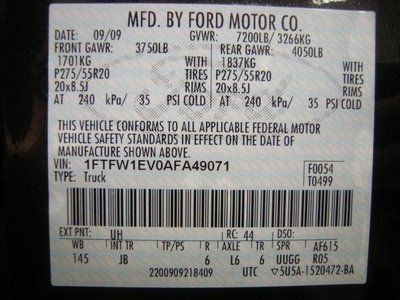 MFD. BY FORD MOTOR CO.
DATE: 09/09 GVWR: 7200LB/ 3266KG
FRONT GAWR: 3750LB REAR GAWR: 4050LB
1701KG WITH 1837KG WITH
P275/55R20 TIRES P275/55R20 TIRES
20x8.5J RIMS 20x8.5J RIMS
AT 240 kPa/ 35 PSI COLD AT 240 kPa/ 35 PSI COLD
THIS VEHICLE CONFORMS TO ALL APPLICABLE FEDERAL MOTOR
VEHICLE SAFETY STANDARDS IN EFFECT ON THE DATE OF
MANUFACTURE SHOWN ABOVE.
VIN: 1FTFW1EV0AFA49071
TYPE: Truck
F0054
T0499
EXT PNT: UH RC: 44 DSO:
WB INT TR TP/PS R AXLE TR SPR AF615
145 JB 6 L6 6 UUGG R05
2200909218409 UTC 5U5A-1520472-BA